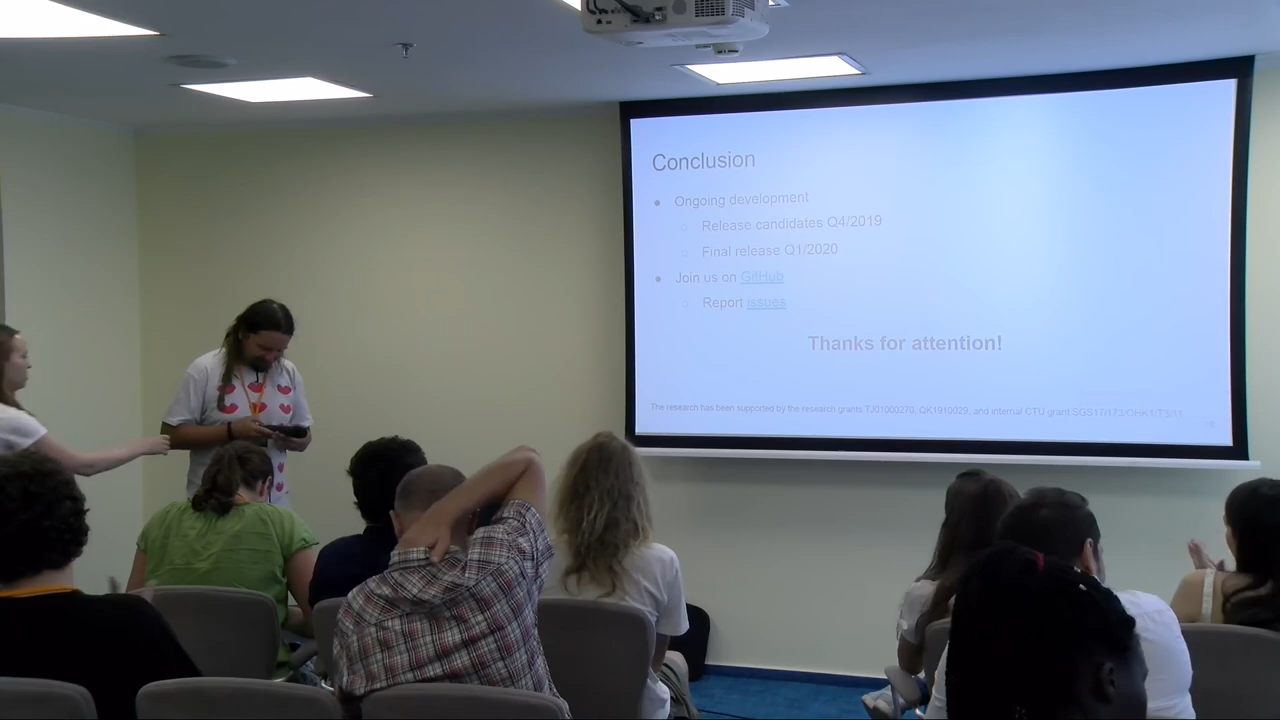 Conclusion
● Ongoing development
○ Release candidates Q4/2019
○ Final release Q1/2020
● Join us on GitHub
○ Report issues
Thanks for attention!
The research has been supported by the research grants TJ01000270, QK1910029, and internal CTU grant